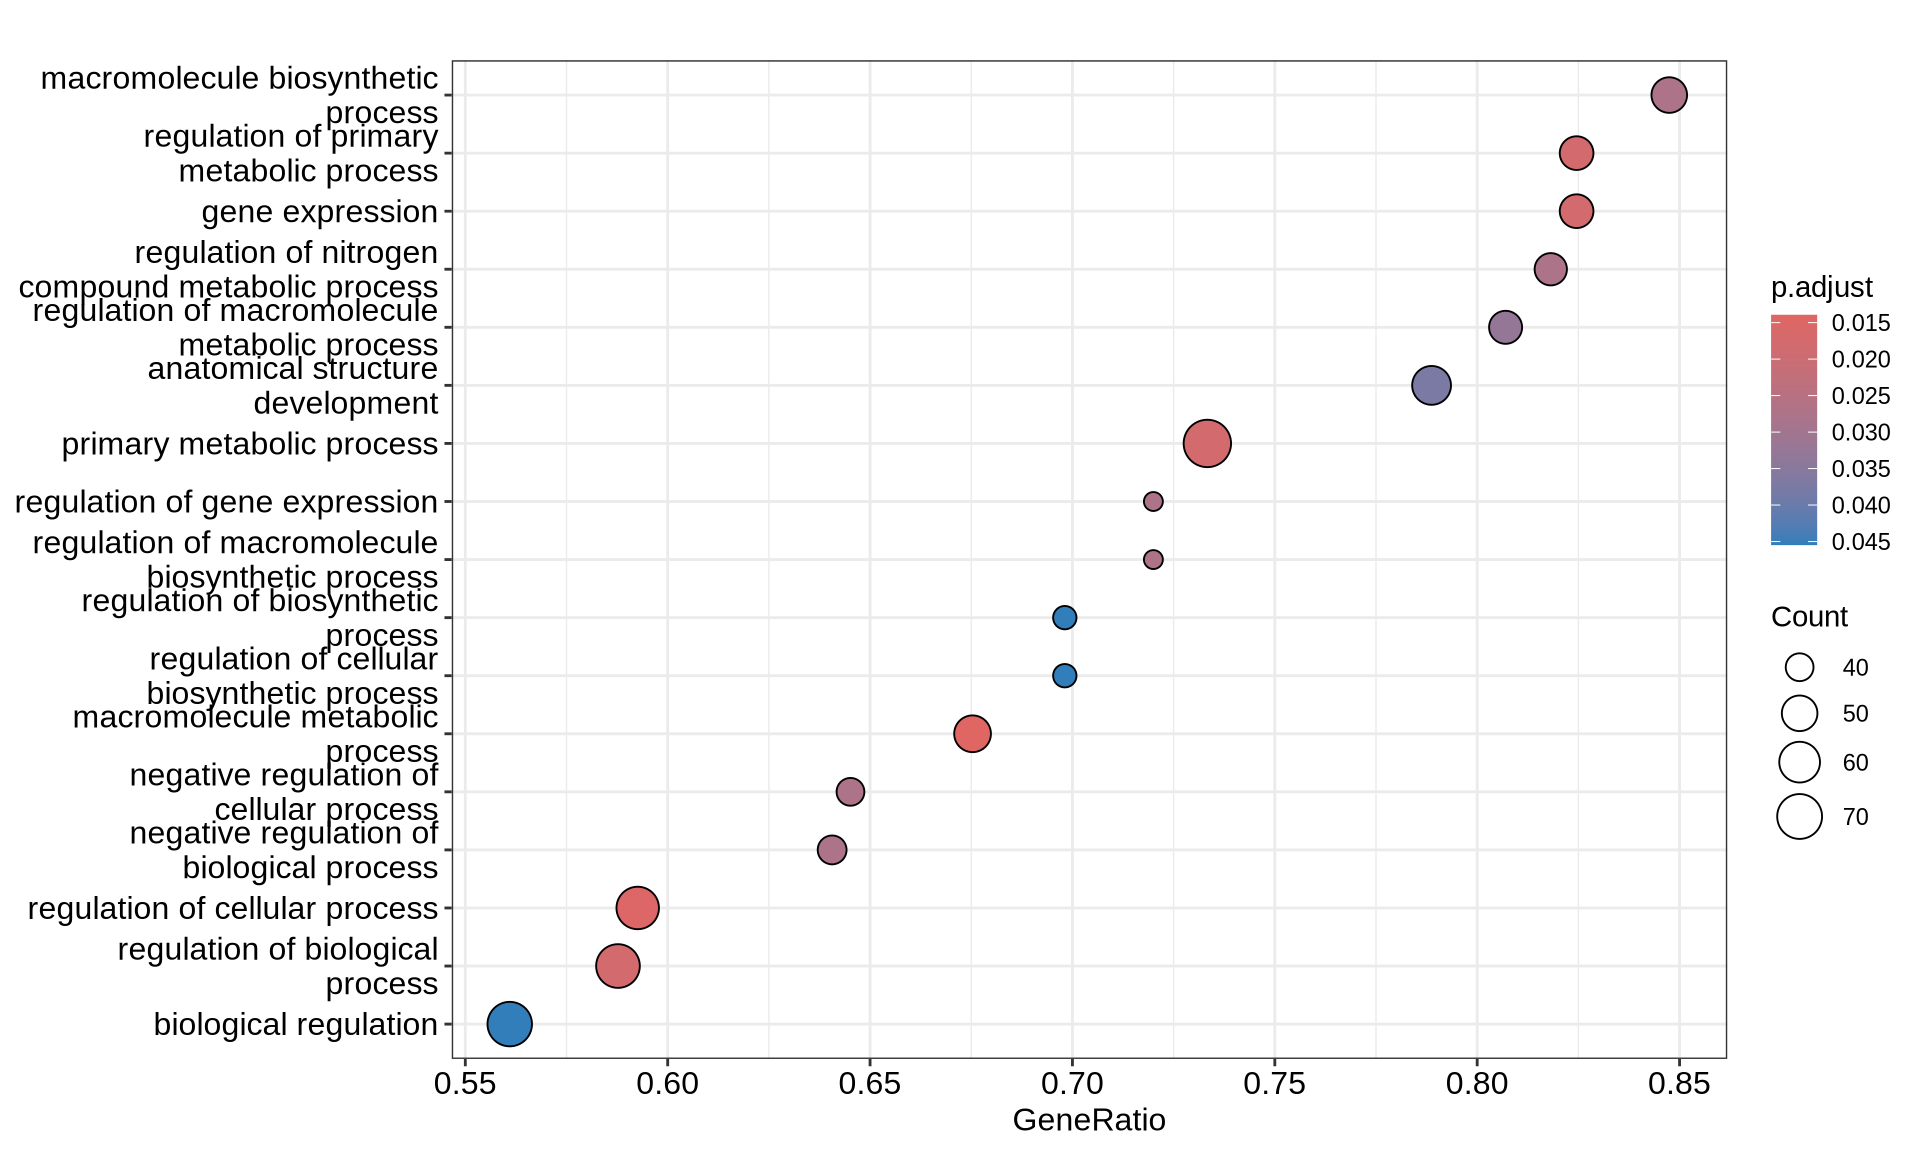 macromolecule biosynthetic
process
regulation of primary
metabolic process
gene expression
regulation of nitrogen
compound metabolic process
regulation of macromolecule
metabolic process
anatomical structure
development
primary metabolic process
regulation of gene expression
regulation of macromolecule
biosynthetic process
regulation of biosynthetic
process
regulation of cellular
biosynthetic process
macromolecule metabolic
process
negative regulation of
cellular process
negative regulation of
biological process
regulation of cellular process
regulation of biological
process
biological regulation
0.55 0.60 0.65 0.70 0.75 0.80 0.85
GeneRatio
p.adjust
0.015
0.020
0.025
0.030
0.035
0.040
0.045
Count
40
50
60
70